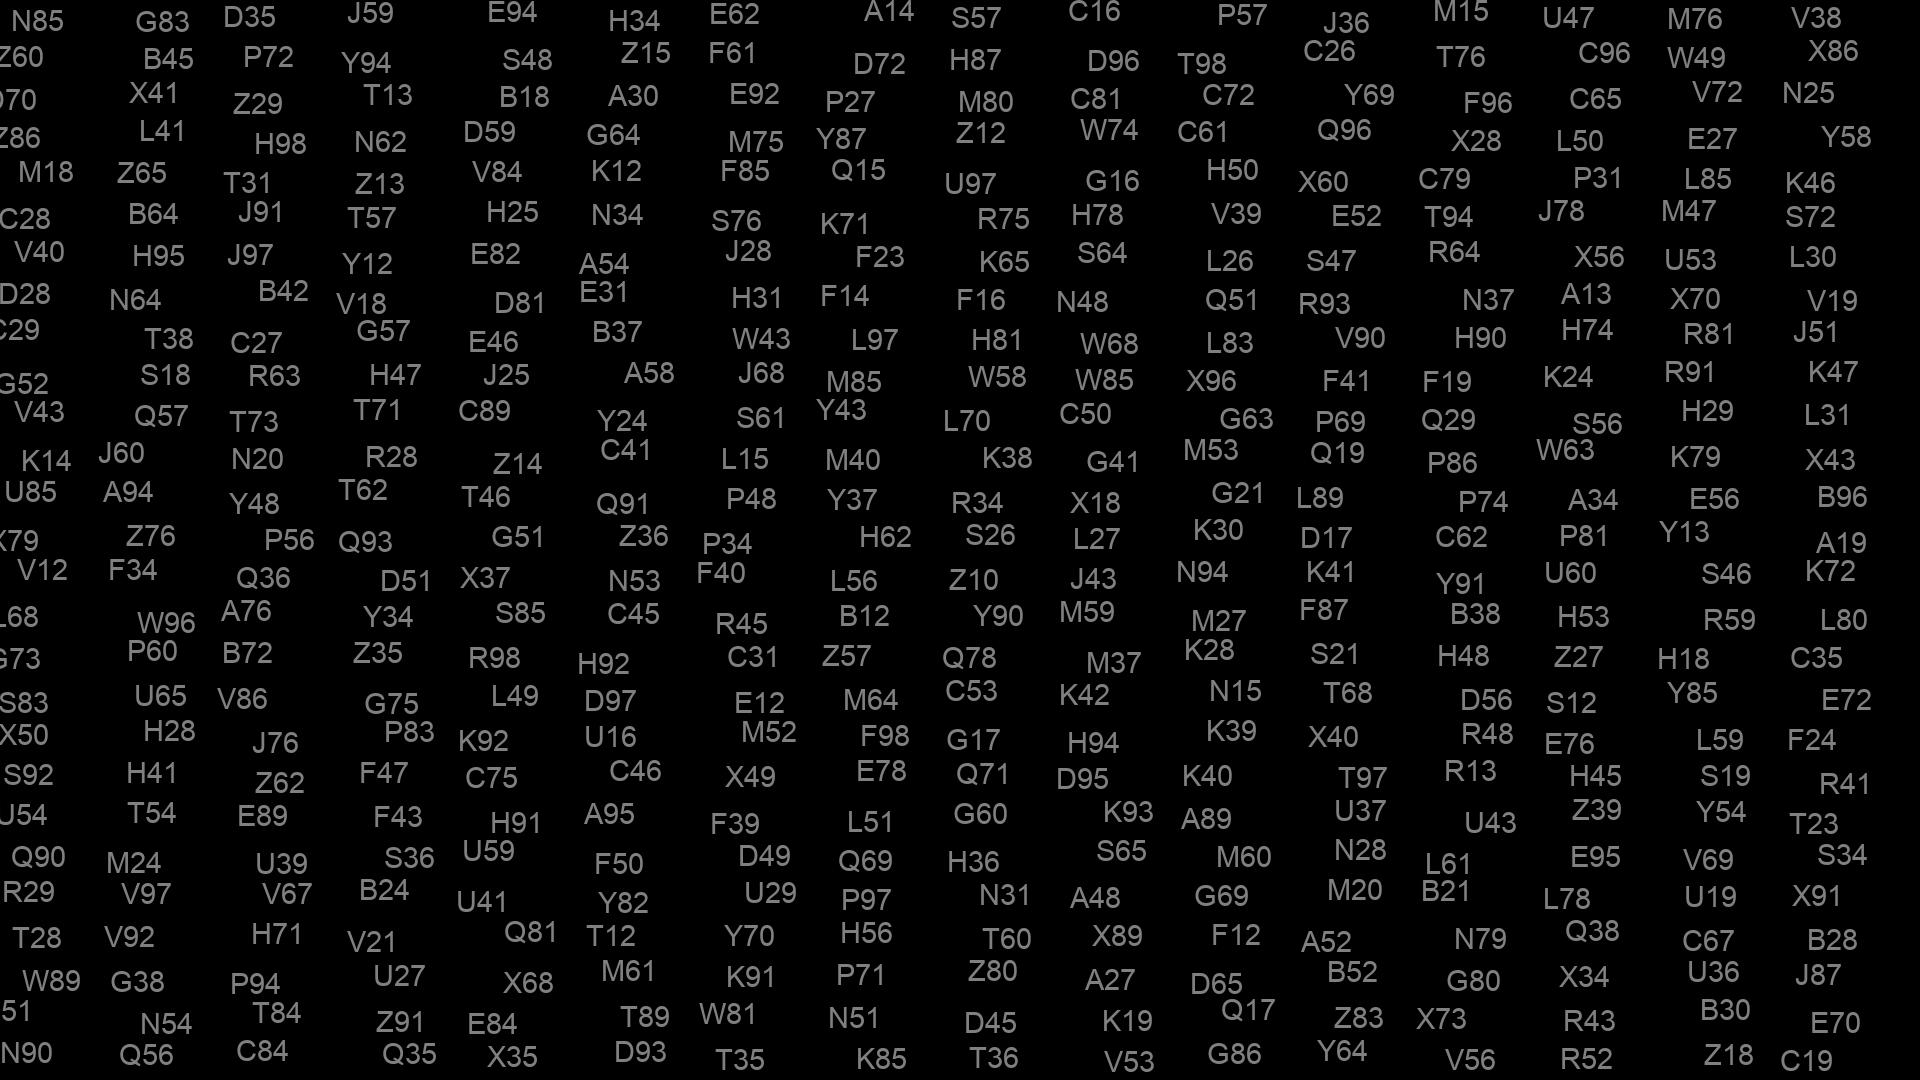 N85 G83 D35 J59 E94 H34 E62 A14 S57 C16 P57 J36 M15 U47 M76 V38
Z60 B45 P72 Y94 S48 Z15 F61 D72 H87 D96 T98 C26 T76 C96 W49 X86
X41 Z29 T13 B18 A30 E92 P27 M80 C81 C72 Y69 F96 C65 V72 N25
Z86 L41 H98 N62 D59 G64 M75 Y87 Z12 W74 C61 Q96 X28 L50 E27 Y58
M18 Z65 T31 Z13 V84 K12 F85 Q15 U97 G16 H50 X60 C79 P31 L85 K46
C28 B64 J91 T57 H25 N34 S76 K71 R75 H78 V39 E52 T94 J78 M47 S72
V40 H95 J97 Y12 E82 A54 J28 F23 K65 S64 L26 S47 R64 X56 U53 L30
D28 N64 B42 V18 D81 E31 H31 F14 F16 N48 Q51 R93 N37 A13 X70 V19
C29 T38 C27 G57 E46 B37 W43 L97 H81 W68 L83 V90 H90 H74 R81 J51
G52 S18 R63 H47 J25 A58 J68 M85 W58 W85 X96 F41 F19 K24 R91 K47
V43 Q57 T73 T71 C89 Y24 S61 Y43 L70 C50 G63 P69 Q29 S56 H29 L31
K14 J60 N20 R28 Z14 C41 L15 M40 K38 G41 M53 Q19 P86 W63 K79 X43
U85 A94 Y48 T62 T46 Q91 P48 Y37 R34 X18 G21 L89 P74 A34 E56 B96
X79 Z76 P56 Q93 G51 Z36 P34 H62 S26 L27 K30 D17 C62 P81 Y13 A19
V12 F34 Q36 D51 X37 N53 F40 L56 Z10 J43 N94 K41 Y91 U60 S46 K72
L68 W96 A76 Y34 S85 C45 R45 B12 Y90 M59 M27 F87 B38 H53 R59 L80
G73 P60 B72 Z35 R98 H92 C31 Z57 Q78 M37 K28 S21 H48 Z27 H18 C35
S83 U65 V86 G75 L49 D97 E12 M64 C53 K42 N15 T68 D56 S12 Y85 E72
X50 H28 J76 P83 K92 U16 M52 F98 G17 H94 K39 X40 R48 E76 L59 F24
S92 H41 Z62 F47 C75 C46 X49 E78 Q71 D95 K40 T97 R13 H45 S19 R41
U54 T54 E89 F43 H91 A95 F39 L51 G60 K93 A89 U37 U43 Z39 Y54 T23
Q90 M24 U39 S36 U59 F50 D49 Q69 H36 S65 M60 N28 L61 E95 V69 S34
R29 V97 V67 B24 U41 Y82 U29 P97 N31 A48 G69 M20 B21 L78 U19 X91
T28 V92 H71 V21 Q81 T12 Y70 H56 T60 X89 F12 A52 N79 Q38 C67 B28
W89 G38 P94 U27 X68 M61 K91 P71 Z80 A27 D65 B52 G80 X34 U36 J87
N54 T84 Z91 E84 T89 W81 N51 D45 K19 Q17 Z83 X73 R43 B30 E70
N90 Q56 C84 Q35 X35 D93 T35 K85 T36 V53 G86 Y64 V56 R52 Z18 C19